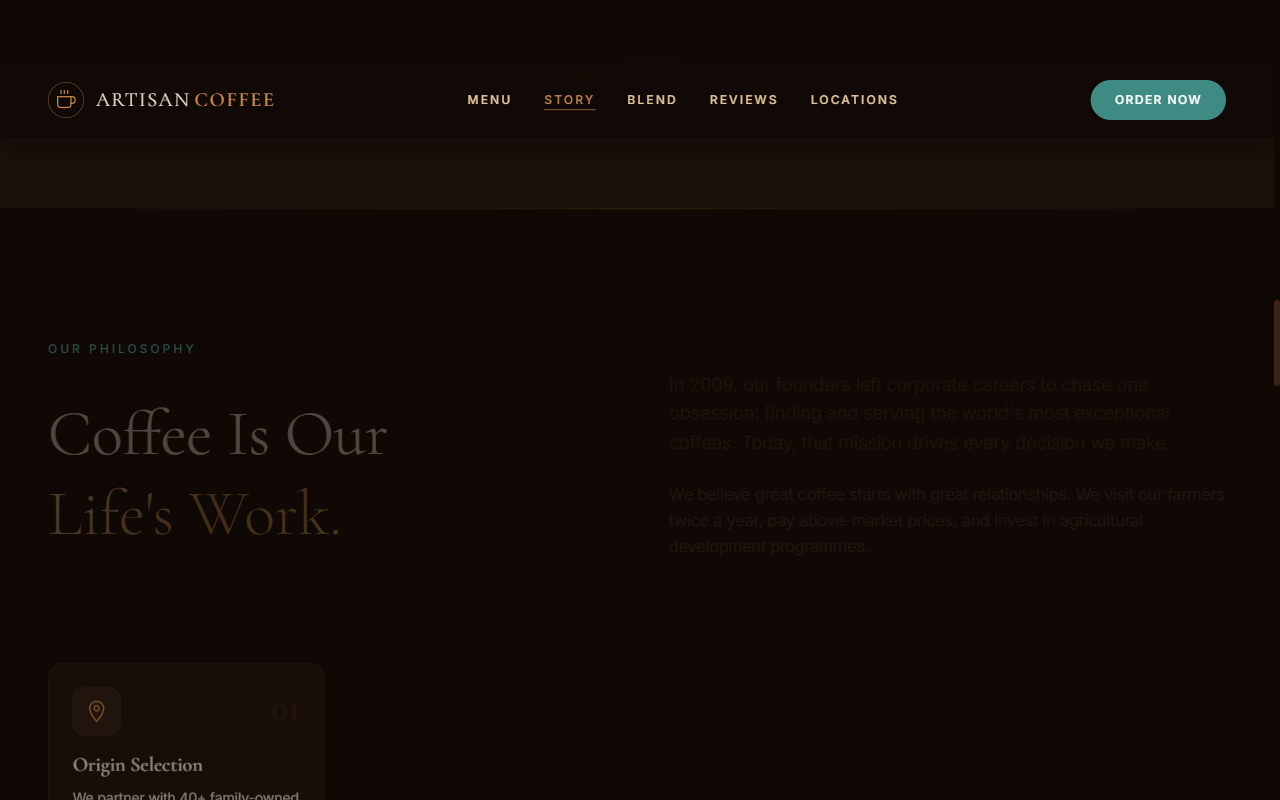 ARTISAN COFFEE
MENU STORY BLEND REVIEWS LOCATIONS
ORDER NOW
OUR PHILOSOPHY
Coffee Is Our
Life's Work.
In 2009, our founders left corporate careers to chase one
obsession: finding and serving the world's most exceptional
coffees. Today, that mission drives every decision we make.
We believe great coffee starts with great relationships. We visit our farmers
twice a year, pay above-market prices, and invest in agricultural
development programmes.
01
Origin Selection
We partner with 40+ family-owned